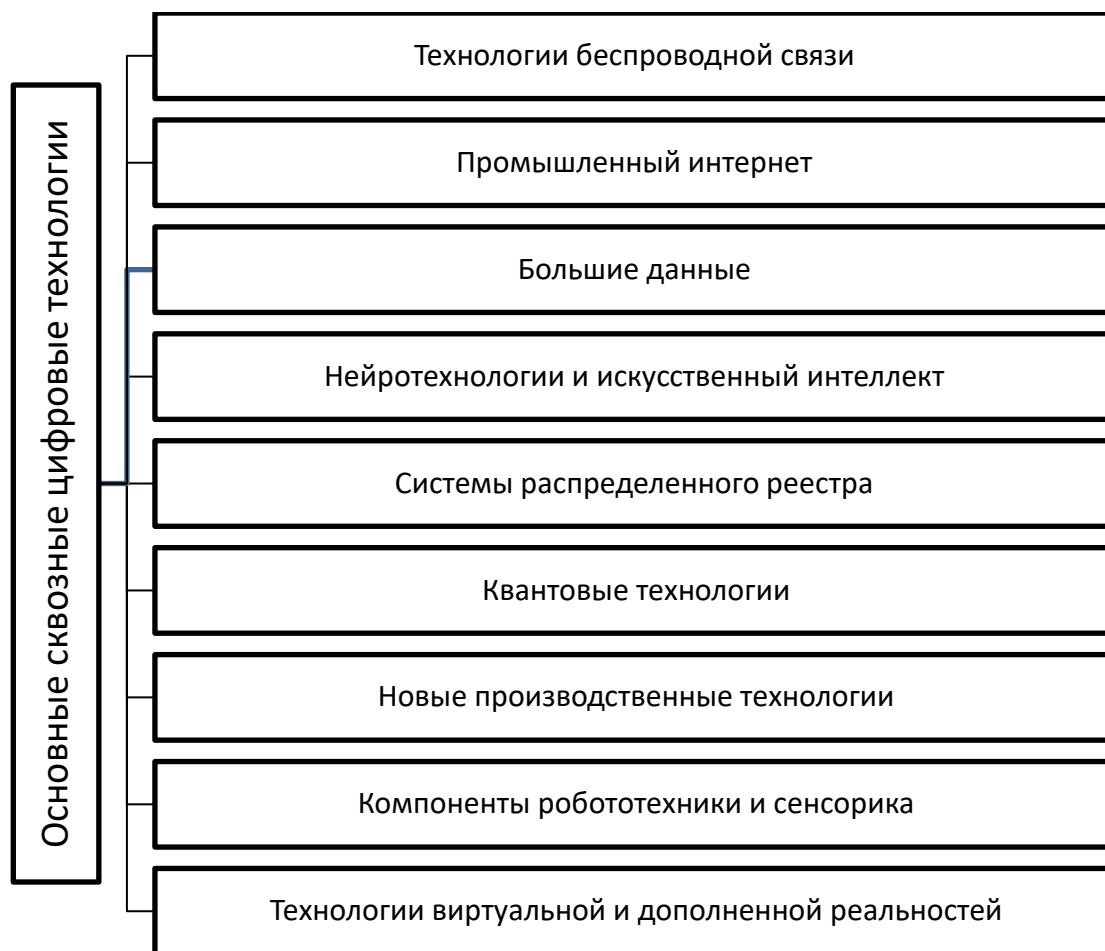 Основные сквозные цифровые технологии
Технологии беспроводной связи
Промышленный интернет
Большие данные
Нейротехнологии и искусственный интеллект
Системы распределенного реестра
Квантовые технологии
Новые производственные технологии
Компоненты робототехники и сенсорика
Технологии виртуальной и дополненной реальностей